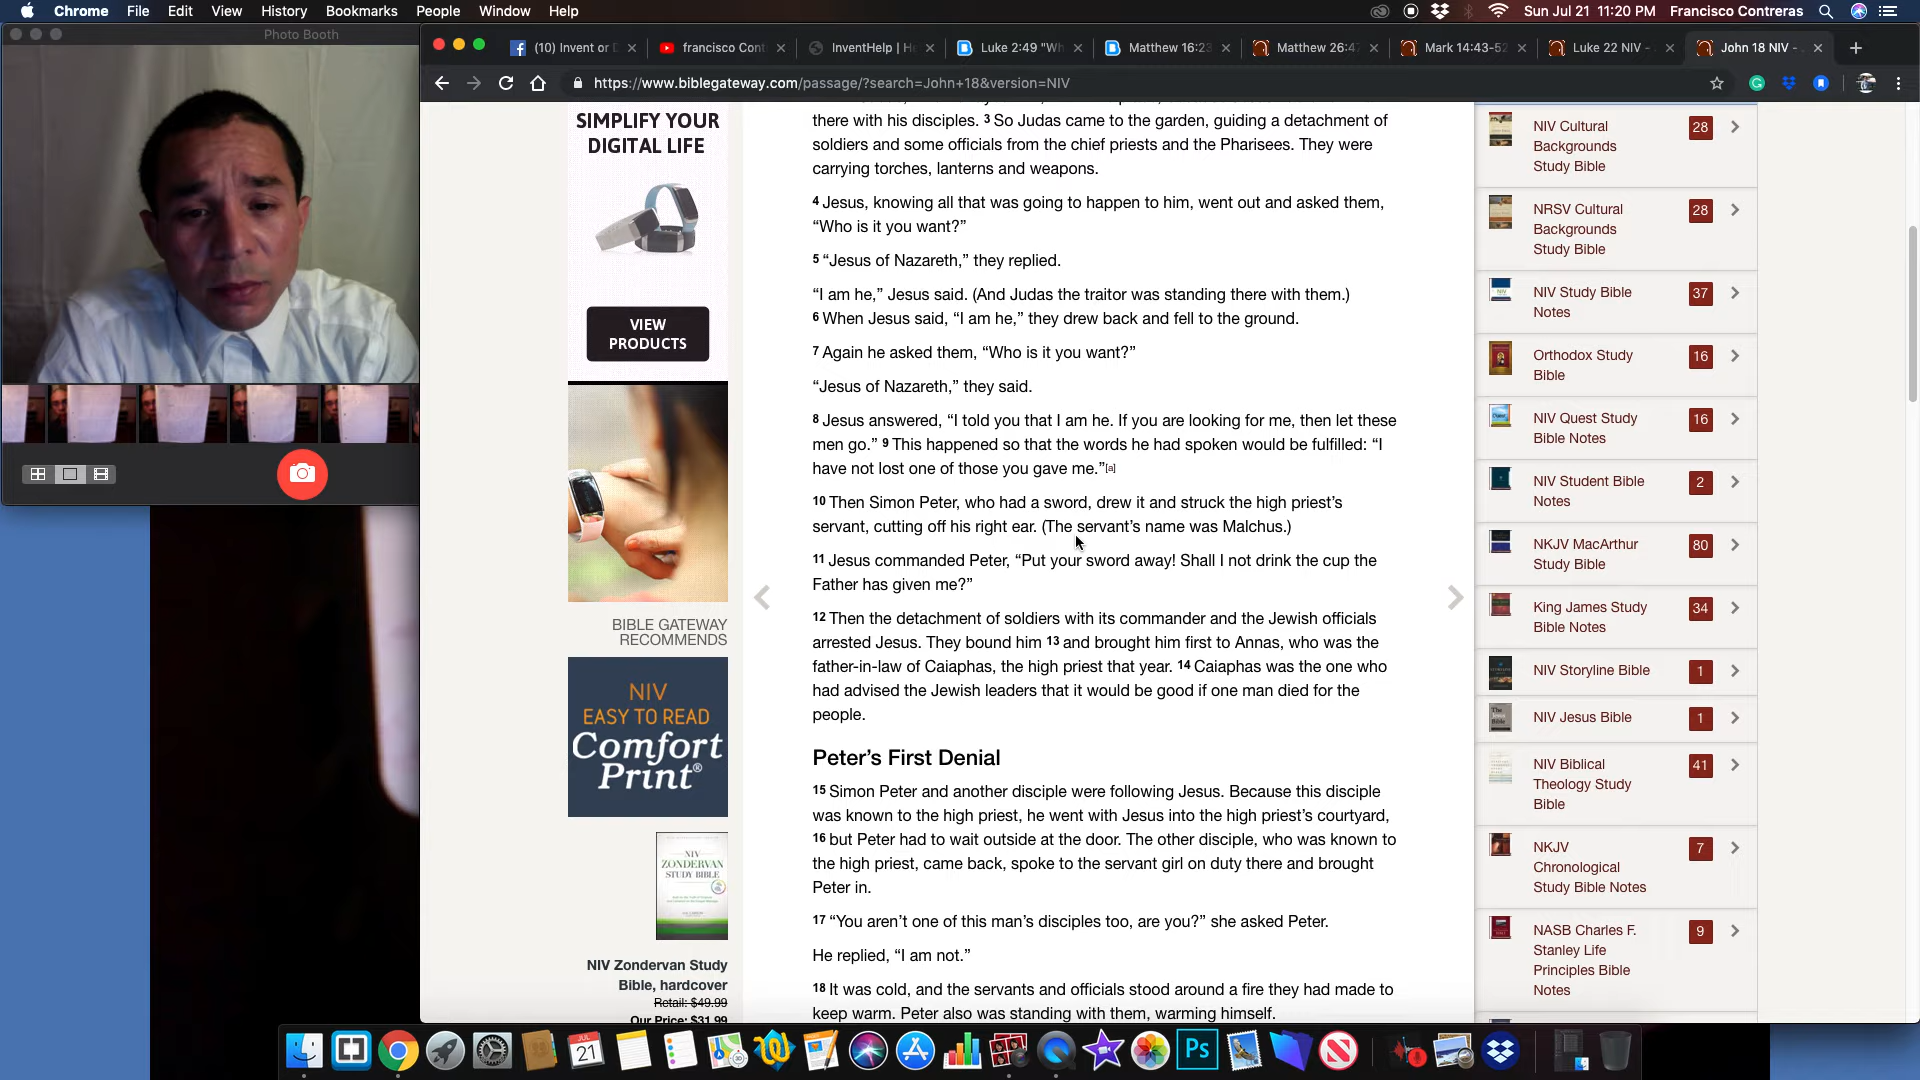 Chrome File Edit View History Bookmarks People Window Help
Sun Jul 21 11:20 PM Francisco Contreras
Photo Booth
(10) Invent or
francisco Cont
InventHelp | H
Luke 2:49 "Wh
Matthew 16:23
Matthew 26:47
Mark 14:43-52
Luke 22 NIV -
John 18 NIV -
https://www.biblegateway.com/passage/?search=John+18&version=NIV
SIMPLIFY YOUR
DIGITAL LIFE
VIEW
PRODUCTS
BIBLE GATEWAY
RECOMMENDS
NIV
EASY TO READ
Comfort
Print®
NIV
ZONDERVAN
STUDY BIBLE
NIV Zondervan Study
Bible, hardcover
Retail: $49.99
Our Price: $31.99
there with his disciples. 3 So Judas came to the garden, guiding a detachment of
soldiers and some officials from the chief priests and the Pharisees. They were
carrying torches, lanterns and weapons.
4 Jesus, knowing all that was going to happen to him, went out and asked them,
“Who is it you want?”
5 “Jesus of Nazareth,” they replied.
“I am he,” Jesus said. (And Judas the traitor was standing there with them.)
6 When Jesus said, “I am he,” they drew back and fell to the ground.
7 Again he asked them, “Who is it you want?”
“Jesus of Nazareth,” they said.
8 Jesus answered, “I told you that I am he. If you are looking for me, then let these
men go.” 9 This happened so that the words he had spoken would be fulfilled: “I
have not lost one of those you gave me.”[a]
10 Then Simon Peter, who had a sword, drew it and struck the high priest’s
servant, cutting off his right ear. (The servant’s name was Malchus.)
11 Jesus commanded Peter, “Put your sword away! Shall I not drink the cup the
Father has given me?”
12 Then the detachment of soldiers with its commander and the Jewish officials
arrested Jesus. They bound him 13 and brought him first to Annas, who was the
father-in-law of Caiaphas, the high priest that year. 14 Caiaphas was the one who
had advised the Jewish leaders that it would be good if one man died for the
people.
Peter’s First Denial
15 Simon Peter and another disciple were following Jesus. Because this disciple
was known to the high priest, he went with Jesus into the high priest’s courtyard,
16 but Peter had to wait outside at the door. The other disciple, who was known to
the high priest, came back, spoke to the servant girl on duty there and brought
Peter in.
17 “You aren’t one of this man’s disciples too, are you?” she asked Peter.
He replied, “I am not.”
18 It was cold, and the servants and officials stood around a fire they had made to
keep warm. Peter also was standing with them, warming himself.
NIV Cultural
Backgrounds
Study Bible
28
NRSV Cultural
Backgrounds
Study Bible
28
NIV Study Bible
Notes
37
Orthodox Study
Bible
16
NIV Quest Study
Bible Notes
16
NIV Student Bible
Notes
2
NKJV MacArthur
Study Bible
80
King James Study
Bible Notes
34
NIV Storyline Bible
1
NIV Jesus Bible
1
NIV Biblical
Theology Study
Bible
41
NKJV
Chronological
Study Bible Notes
7
NASB Charles F.
Stanley Life
Principles Bible
Notes
9
JUL
21
Ps